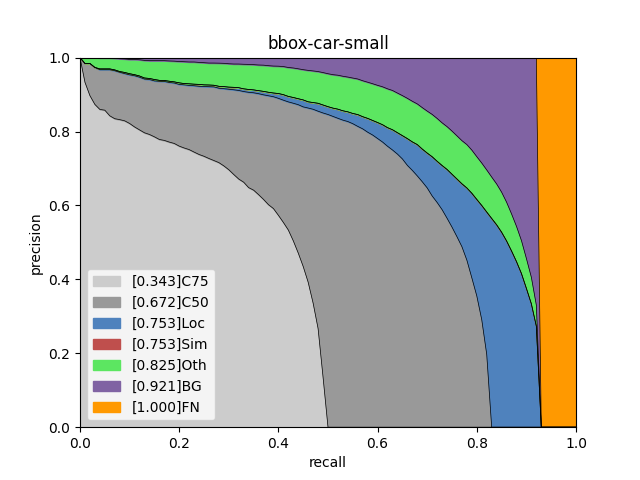 bbox-car-small
precision
1.0
0.8
0.6
0.4
0.2
0.0
[0.343]C75
[0.672]C50
[0.753]Loc
[0.753]Sim
[0.825]Oth
[0.921]BG
[1.000]FN
0.0 0.2 0.4 0.6 0.8 1.0
recall